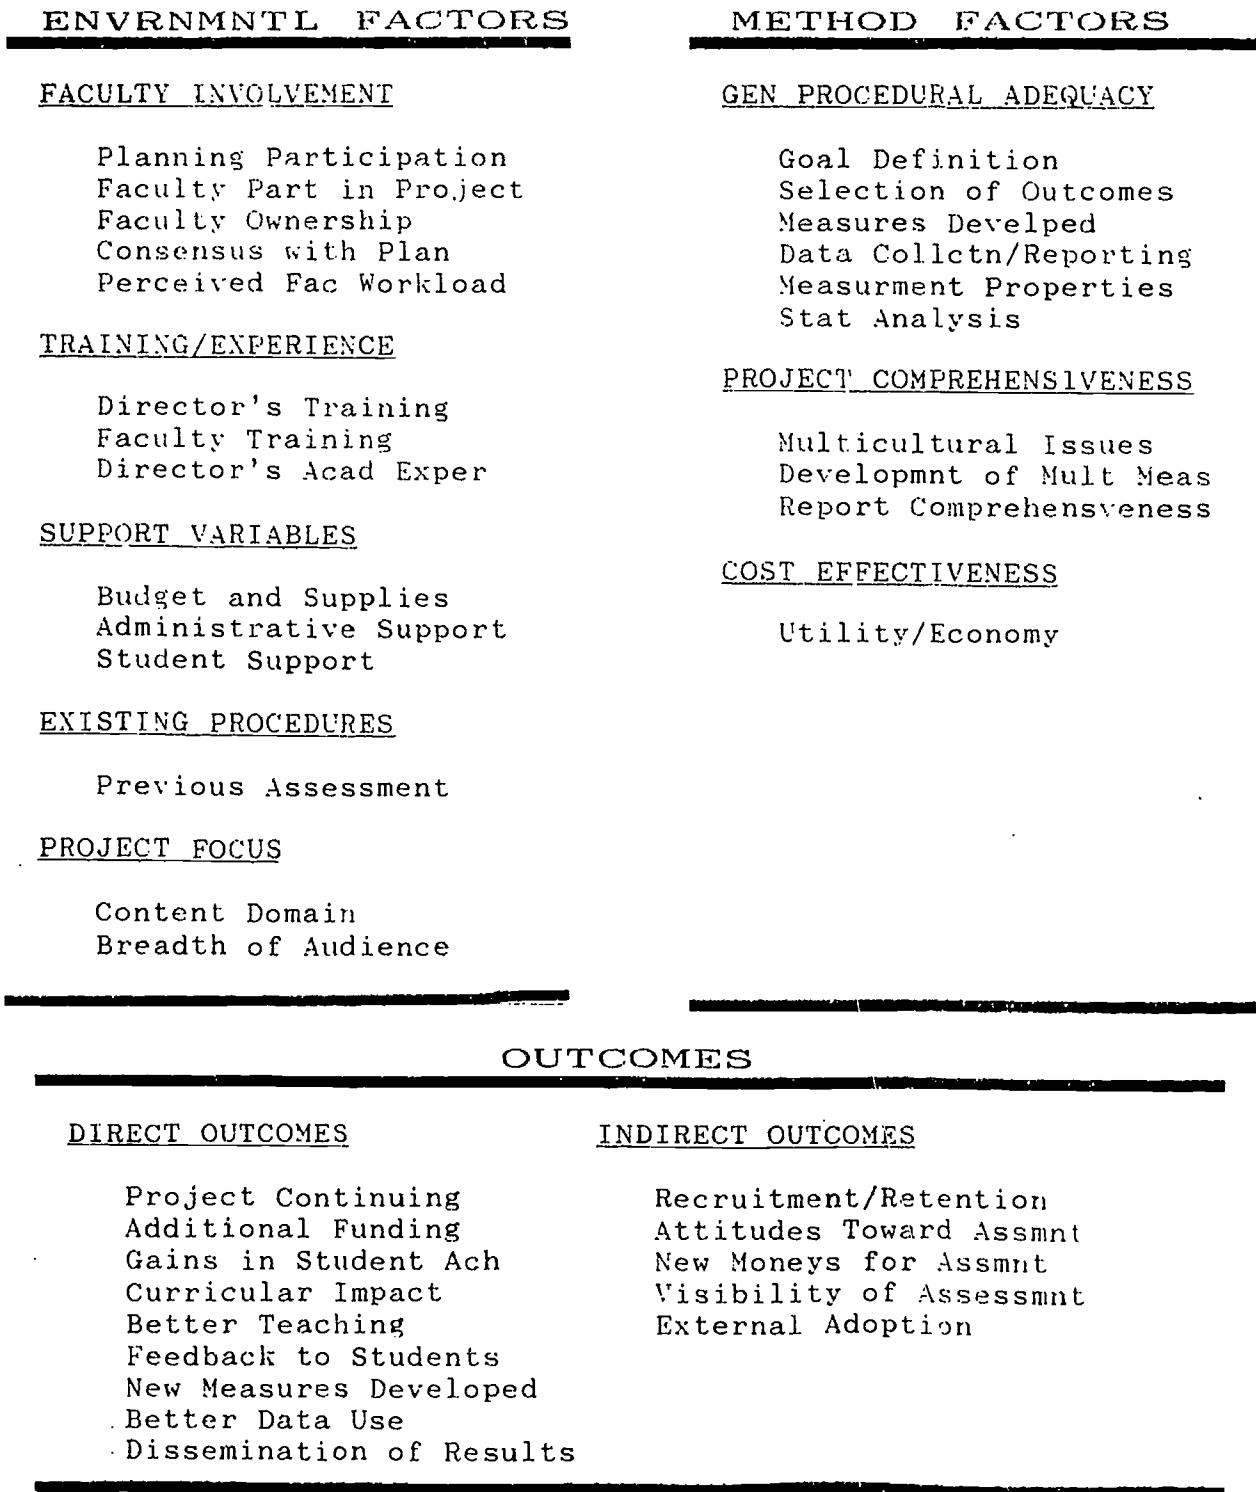 ENVRNMNTL FACTORS
FACULTY INVOLVEMENT
Planning Participation
Faculty Part in Project
Faculty Ownership
Consensus with Plan
Perceived Fac Workload
TRAINING/EXPERIENCE
Director's Training
Faculty Training
Director's Acad Exper
SUPPORT VARIABLES
Budget and Supplies
Administrative Support
Student Support
EXISTING PROCEDURES
Previous Assessment
PROJECT FOCUS
Content Domain
Breadth of Audience
METHOD FACTORS
GEN PROCEDURAL ADEQUACY
Goal Definition
Selection of Outcomes
Measures Develped
Data Collctn/Reporting
Measurment Properties
Stat Analysis
PROJECT COMPREHENSIVENESS
Multicultural Issues
Developmnt of Mult Meas
Report Comprehensveness
COST EFFECTIVENESS
Utility/Economy
OUTCOMES
DIRECT OUTCOMES
Project Continuing
Additional Funding
Gains in Student Ach
Curricular Impact
Better Teaching
Feedback to Students
New Measures Developed
Better Data Use
Dissemination of Results
INDIRECT OUTCOMES
Recruitment/Retention
Attitudes Toward Assmnt
New Moneys for Assmnt
Visibility of Assessmnt
External Adoption